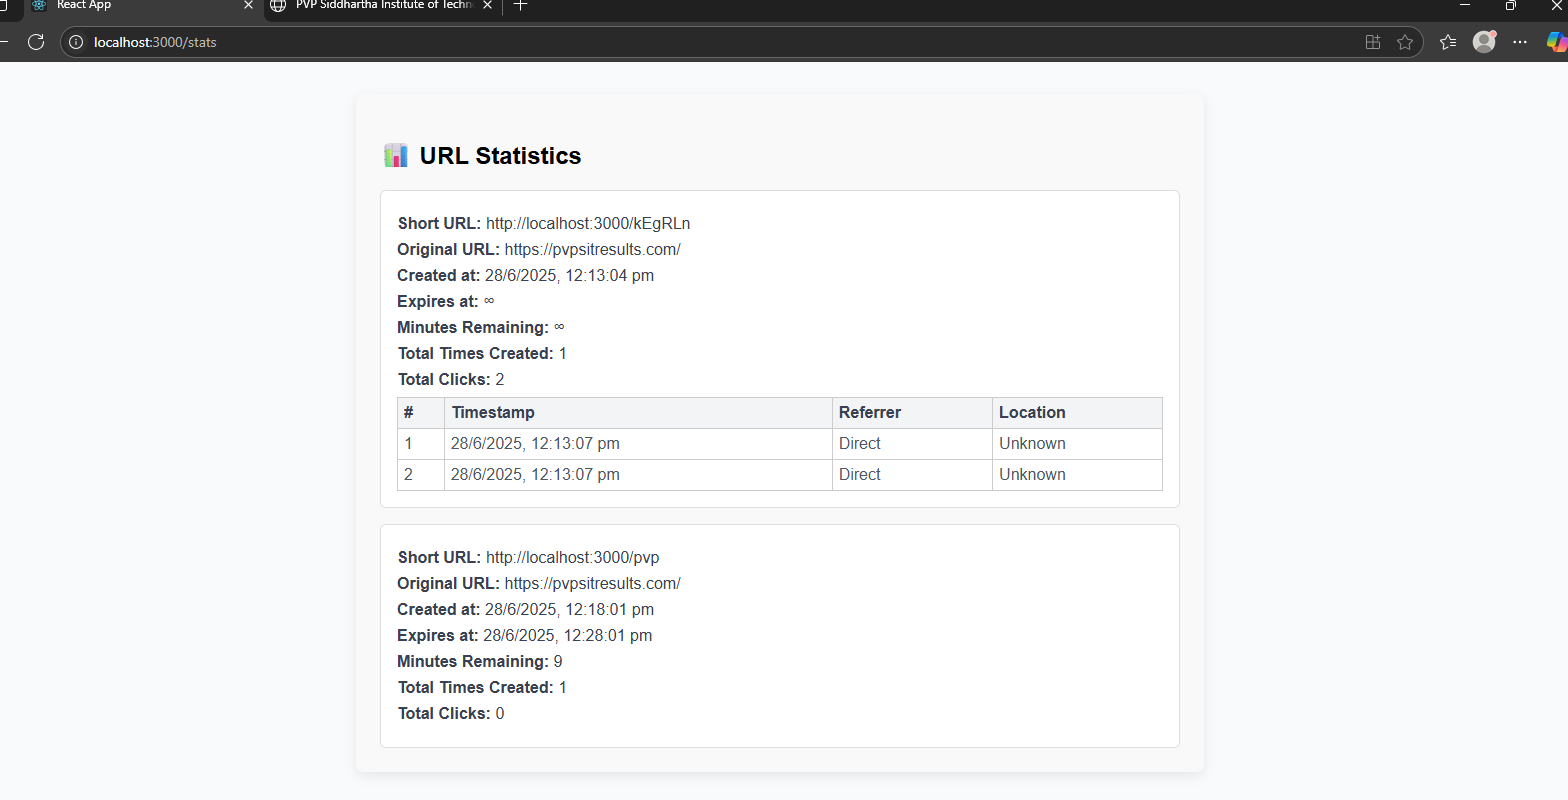 React App
PVP Siddhartha Institute of Techn
localhost:3000/stats
URL Statistics
Short URL: http://localhost:3000/kEgRLn
Original URL: https://pvpsitresults.com/
Created at: 28/6/2025, 12:13:04 pm
Expires at: ∞
Minutes Remaining: ∞
Total Times Created: 1
Total Clicks: 2
# Timestamp Referrer Location
1 28/6/2025, 12:13:07 pm Direct Unknown
2 28/6/2025, 12:13:07 pm Direct Unknown
Short URL: http://localhost:3000/pvp
Original URL: https://pvpsitresults.com/
Created at: 28/6/2025, 12:18:01 pm
Expires at: 28/6/2025, 12:28:01 pm
Minutes Remaining: 9
Total Times Created: 1
Total Clicks: 0